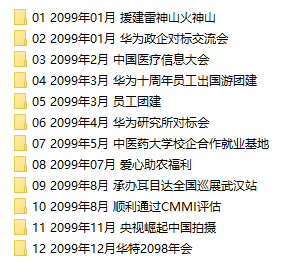 01 2099年01月 援建雷神山火神山
02 2099年01月 华为政企对标交流会
03 2099年2月 中国医疗信息大会
04 2099年3月 华为十周年员工出国游团建
05 2099年3月 员工团建
06 2099年4月 华为研究所对标会
07 2099年5月 中医药大学校企合作就业基地
08 2099年07月 爱心助农福利
09 2099年8月 承办耳目达全国巡展武汉站
10 2099年8月 顺利通过CMMI评估
11 2099年11月 央视崛起中国拍摄
12 2099年12月华特2098年会